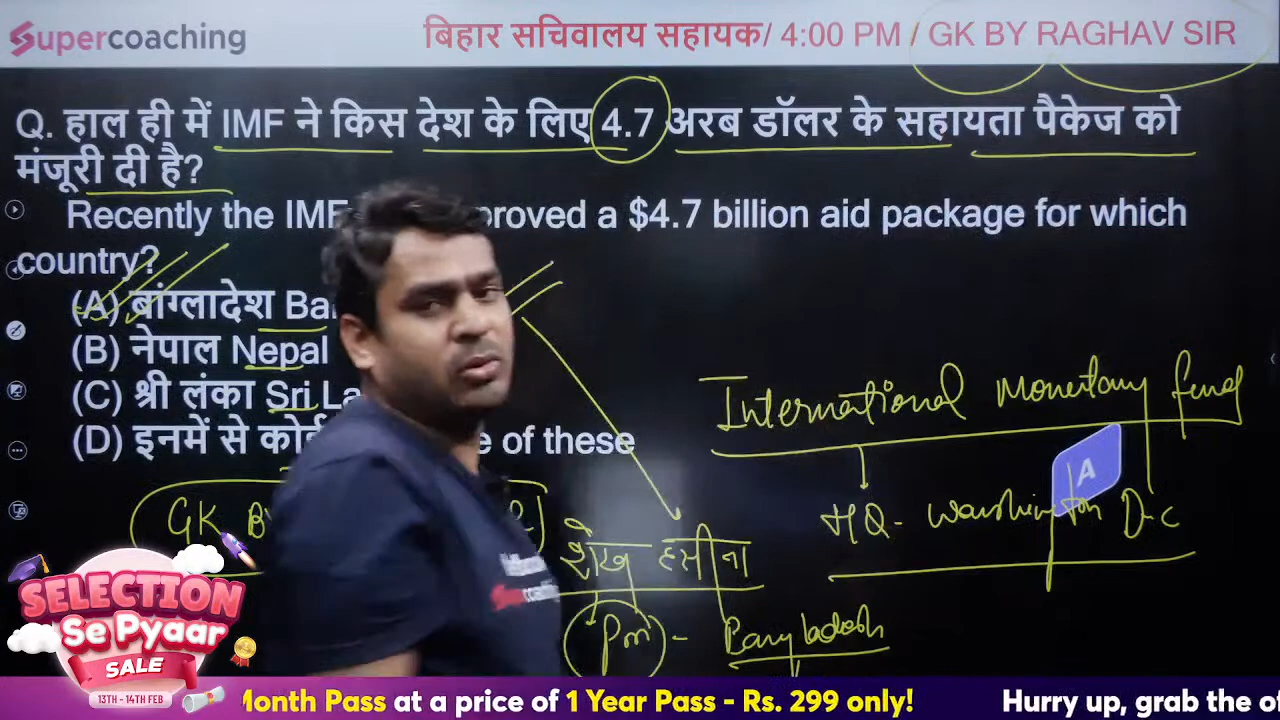 Supercoaching
बिहार सचिवालय सहायक/ 4:00 PM / GK BY RAGHAV SIR
Q. हाल ही में IMF ने किस देश के लिए 4.7 अरब डॉलर के सहायता पैकेज को
मंजूरी दी है?
Recently the IMF proved a $4.7 billion aid package for which
country?
(A) बांग्लादेश Ba
(B) नेपाल Nepal
(C) श्री लंका Sri La
(D) इनमें से कोई e of these
International Monetary fund
A
HQ - Washington D.C
GK BY
शेख हसीना
Pm - Bangladesh
SELECTION
Se Pyaar
SALE
13TH - 14TH FEB
Month Pass at a price of 1 Year Pass - Rs. 299 only! Hurry up, grab the o